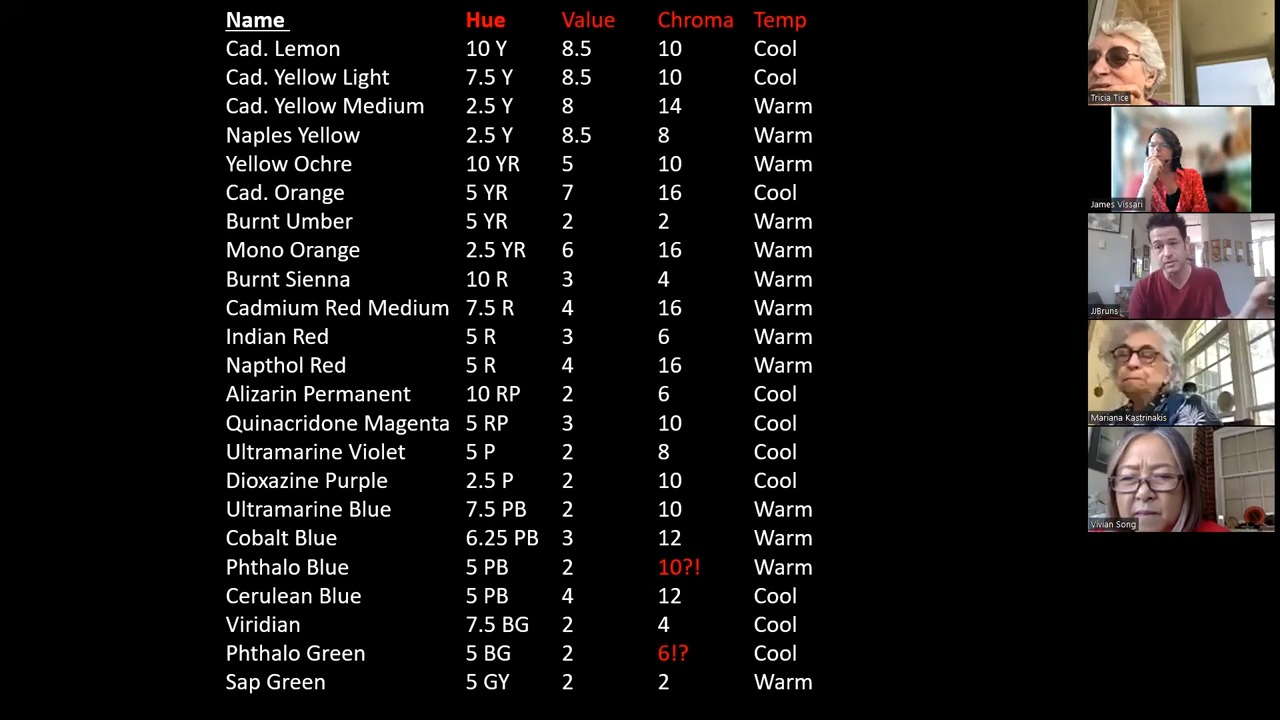 Name Hue Value Chroma Temp
Cad. Lemon 10 Y 8.5 10 Cool
Cad. Yellow Light 7.5 Y 8.5 10 Cool
Cad. Yellow Medium 2.5 Y 8 14 Warm
Naples Yellow 2.5 Y 8.5 8 Warm
Yellow Ochre 10 YR 5 10 Warm
Cad. Orange 5 YR 7 16 Cool
Burnt Umber 5 YR 2 2 Warm
Mono Orange 2.5 YR 6 16 Warm
Burnt Sienna 10 R 3 4 Warm
Cadmium Red Medium 7.5 R 4 16 Warm
Indian Red 5 R 3 6 Warm
Napthol Red 5 R 4 16 Warm
Alizarin Permanent 10 RP 2 6 Cool
Quinacridone Magenta 5 RP 3 10 Cool
Ultramarine Violet 5 P 2 8 Cool
Dioxazine Purple 2.5 P 2 10 Cool
Ultramarine Blue 7.5 PB 2 10 Warm
Cobalt Blue 6.25 PB 3 12 Warm
Phthalo Blue 5 PB 2 10?! Warm
Cerulean Blue 5 PB 4 12 Cool
Viridian 7.5 BG 2 4 Cool
Phthalo Green 5 BG 2 6!? Cool
Sap Green 5 GY 2 2 Warm
Tricia Tice
James Vissari
JJBruns
Mariana Kastrinakis
Vivian Song